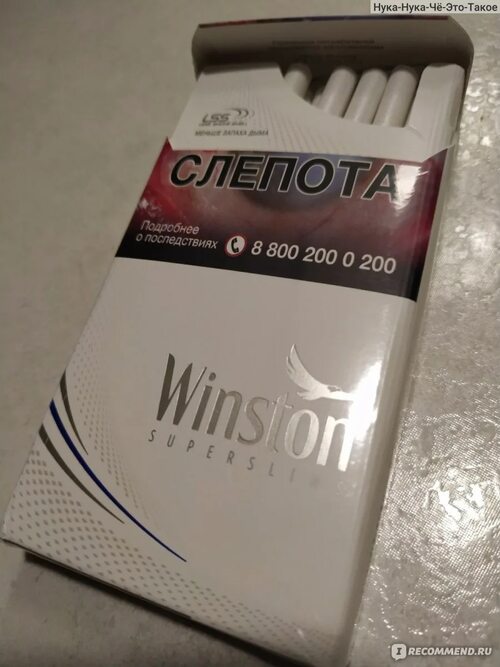 Нука-Нука-Чё-Это-Такое
LSS
МЕНЬШЕ ЗАПАХА ДЫМА
СЛЕПОТА
Подробнее
о последствиях
8 800 200 0 200
Winston
SUPERSLI
IRECOMMEND.RU